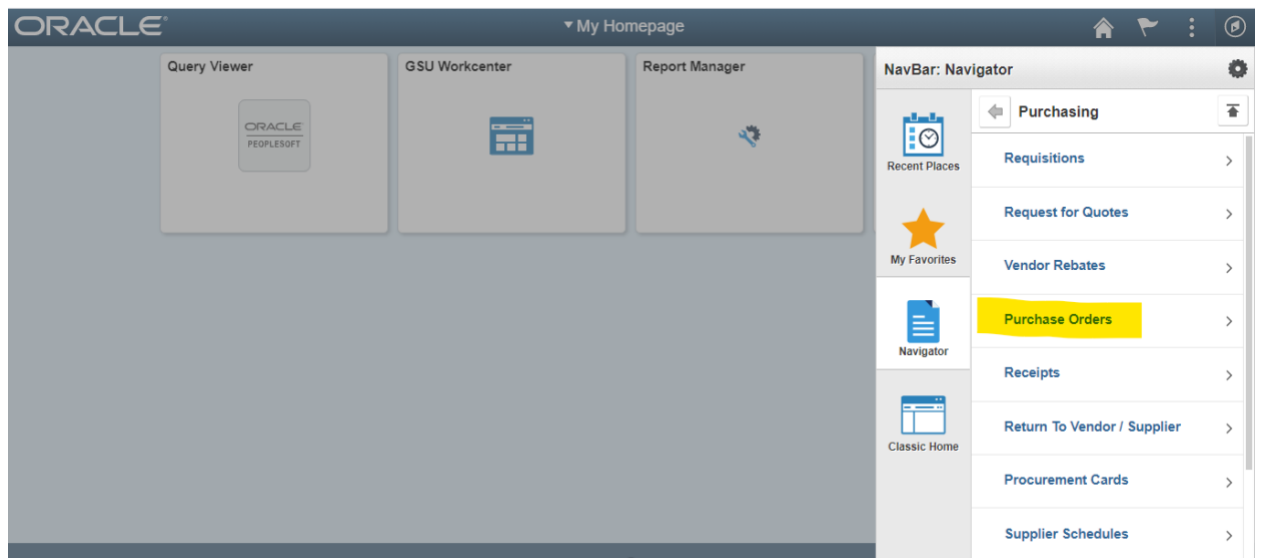 ORACLE
My Homepage
Query Viewer
GSU Workcenter
Report Manager
ORACLE
PEOPLESOFT
NavBar: Navigator
Purchasing
Recent Places
My Favorites
Navigator
Classic Home
Requisitions
Request for Quotes
Vendor Rebates
Purchase Orders
Receipts
Return To Vendor / Supplier
Procurement Cards
Supplier Schedules